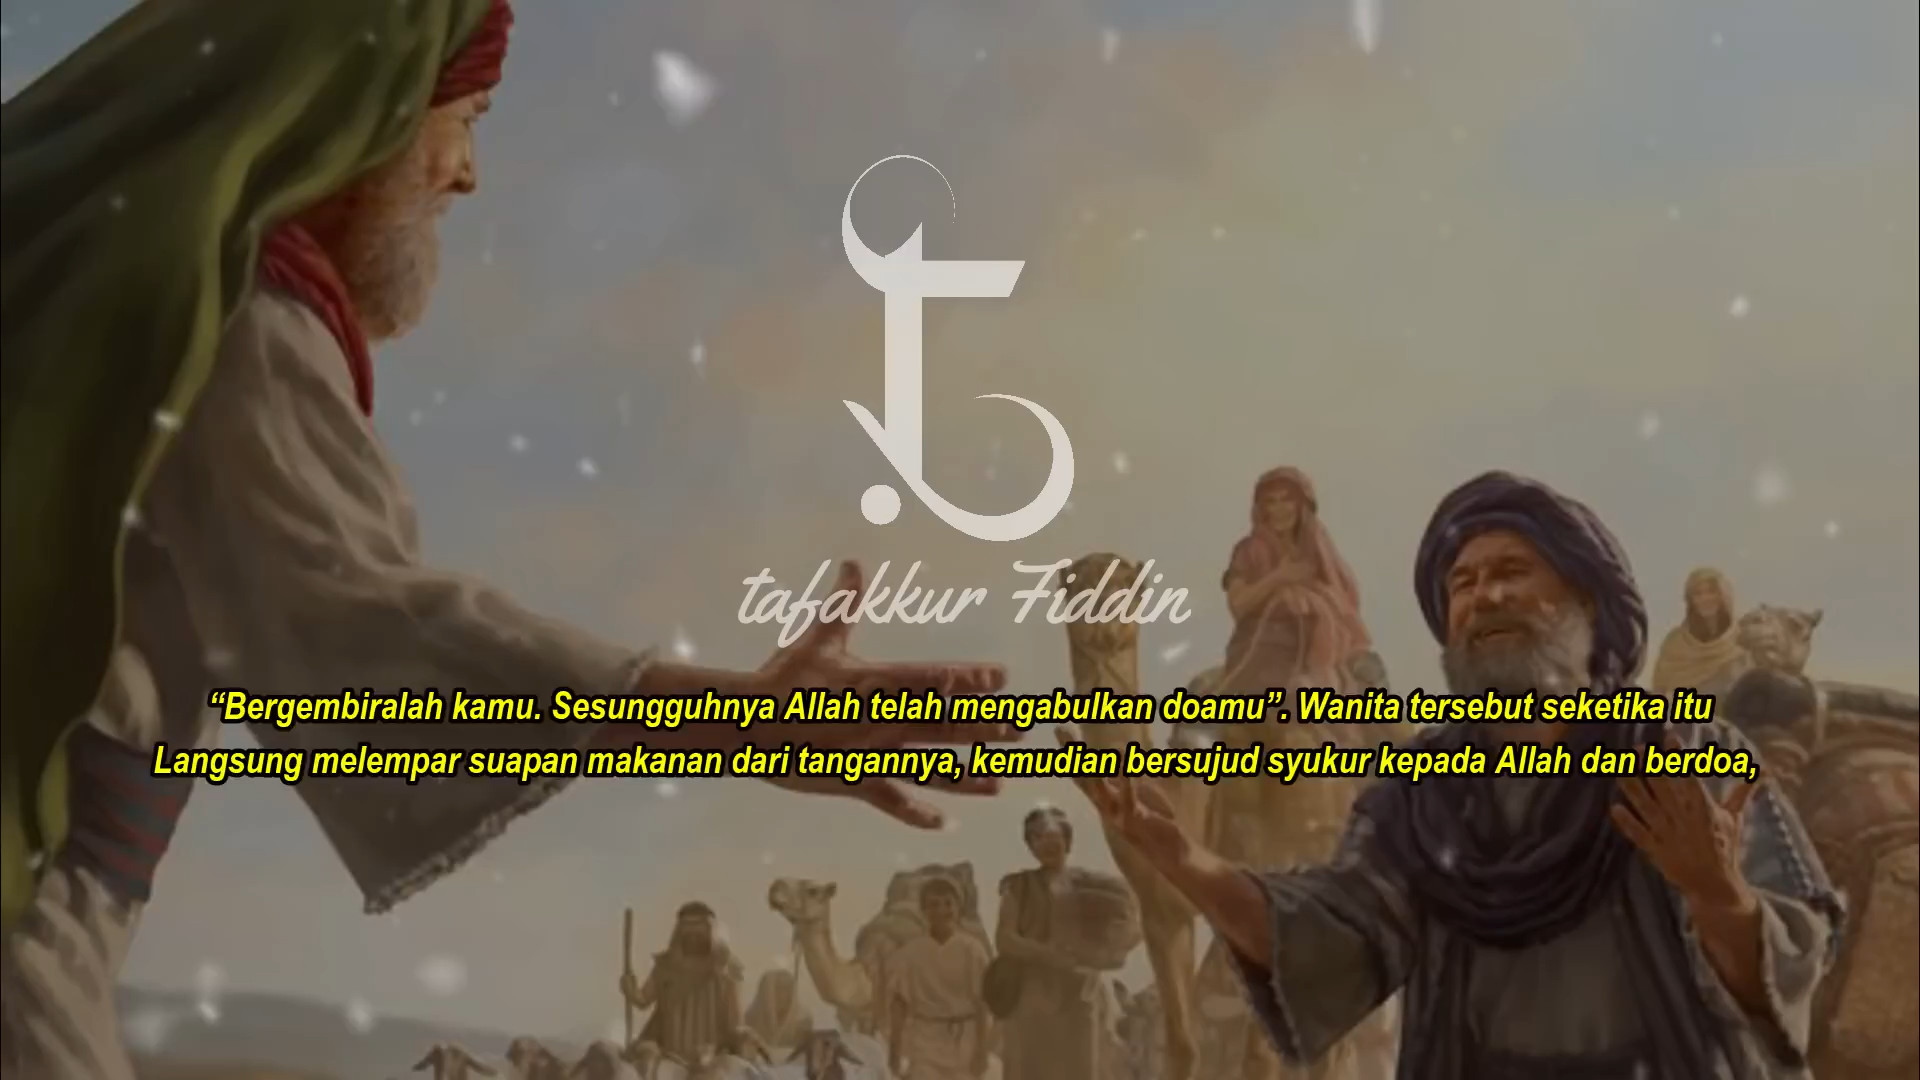 tafakkur Fiddin
“Bergembiralah kamu. Sesungguhnya Allah telah mengabulkan doamu”. Wanita tersebut seketika itu
Langsung melempar suapan makanan dari tangannya, kemudian bersujud syukur kepada Allah dan berdoa,